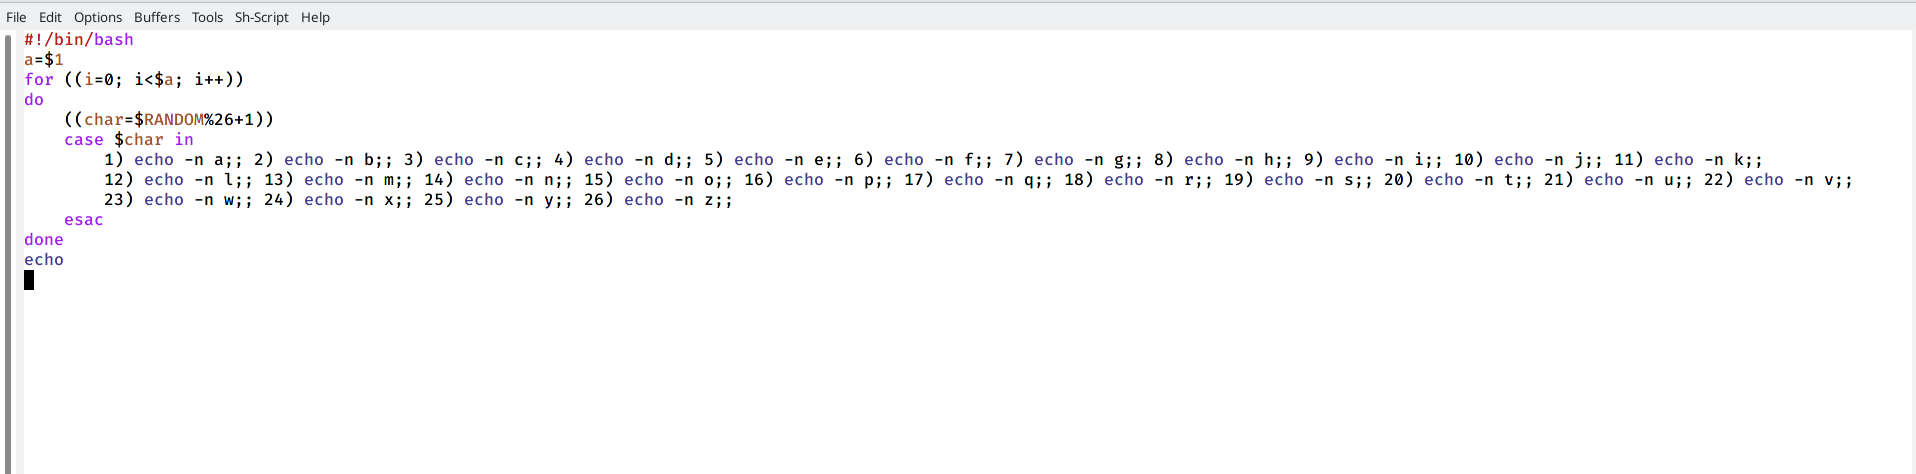 File Edit Options Buffers Tools Sh-Script Help
#!/bin/bash
a=$1
for ((i=0; i<$a; i++))
do
    ((char=$RANDOM%26+1))
    case $char in
        1) echo -n a;; 2) echo -n b;; 3) echo -n c;; 4) echo -n d;; 5) echo -n e;; 6) echo -n f;; 7) echo -n g;; 8) echo -n h;; 9) echo -n i;; 10) echo -n j;; 11) echo -n k;;
        12) echo -n l;; 13) echo -n m;; 14) echo -n n;; 15) echo -n o;; 16) echo -n p;; 17) echo -n q;; 18) echo -n r;; 19) echo -n s;; 20) echo -n t;; 21) echo -n u;; 22) echo -n v;;
        23) echo -n w;; 24) echo -n x;; 25) echo -n y;; 26) echo -n z;;
    esac
done
echo